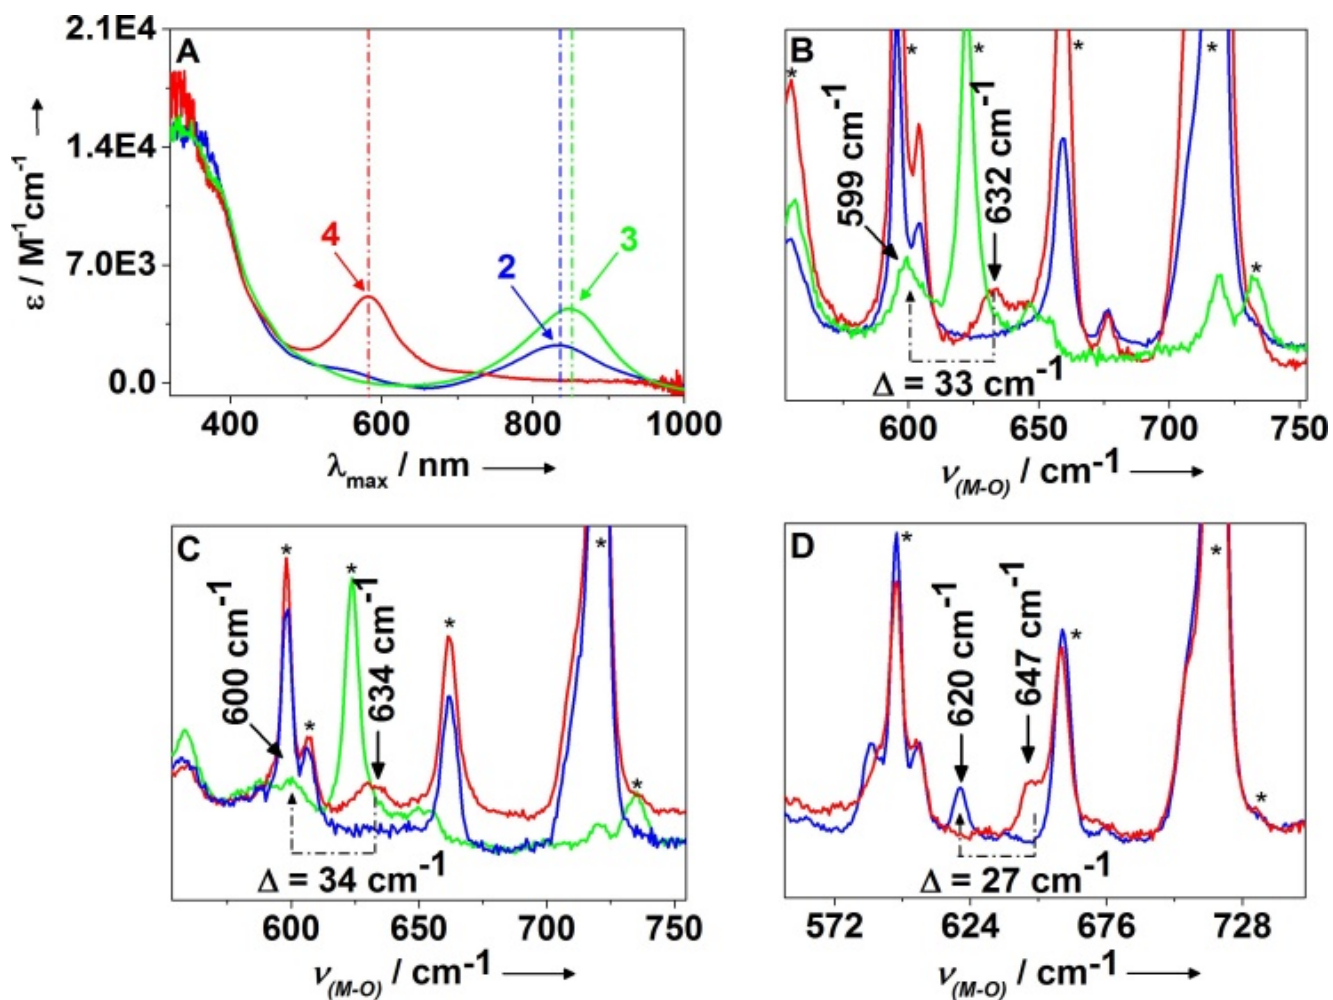 A
2.1E4
1.4E4
7.0E3
0.0
ε / M⁻¹cm⁻¹
4
2
3
400
600
800
1000
λmax / nm
B
*
*
*
*
*
*
599 cm⁻¹
632 cm⁻¹
Δ = 33 cm⁻¹
600
650
700
750
ν(M-O) / cm⁻¹
C
*
*
*
*
*
*
600 cm⁻¹
634 cm⁻¹
Δ = 34 cm⁻¹
600
650
700
750
ν(M-O) / cm⁻¹
D
*
*
*
*
620 cm⁻¹
647 cm⁻¹
Δ = 27 cm⁻¹
572
624
676
728
ν(M-O) / cm⁻¹